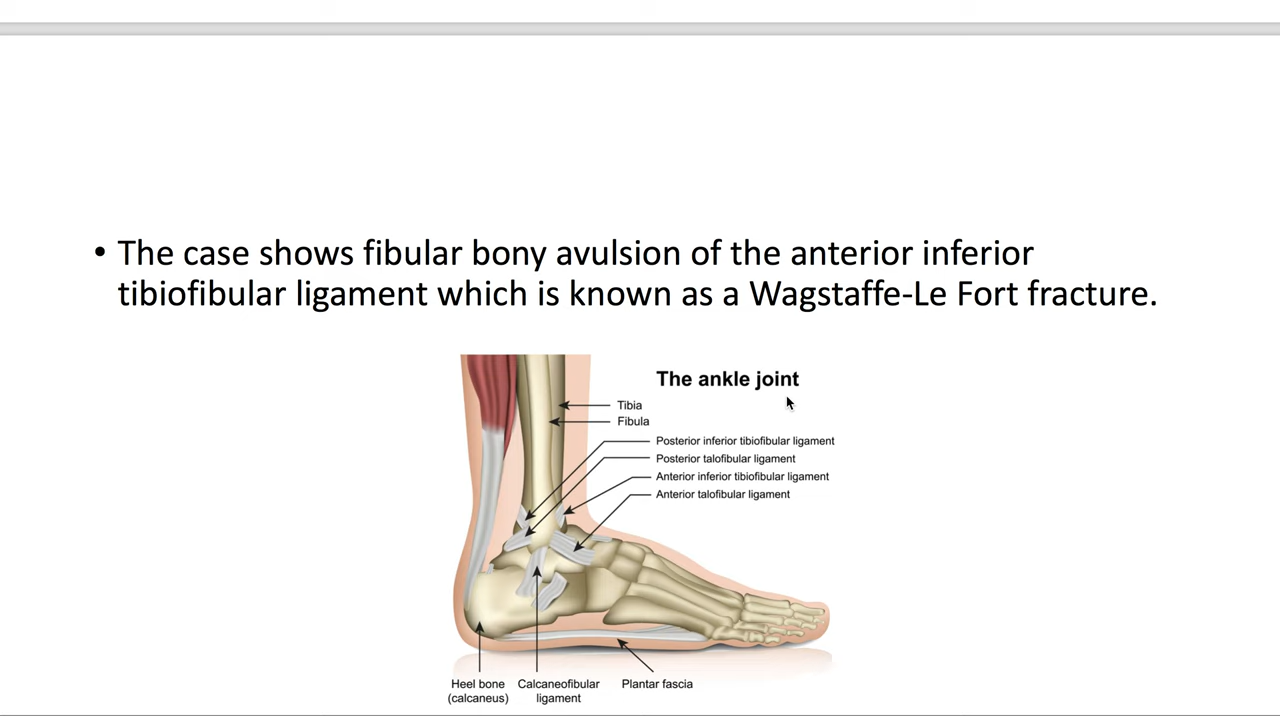 • The case shows fibular bony avulsion of the anterior inferior
tibiofibular ligament which is known as a Wagstaffe-Le Fort fracture.
The ankle joint
Tibia
Fibula
Posterior inferior tibiofibular ligament
Posterior talofibular ligament
Anterior inferior tibiofibular ligament
Anterior talofibular ligament
Heel bone
(calcaneus)
Calcaneofibular
ligament
Plantar fascia